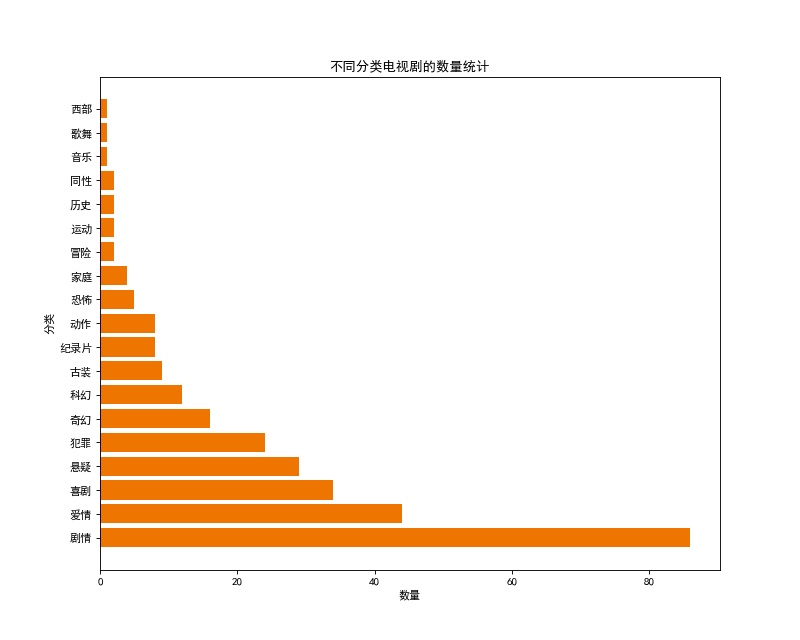 不同分类电视剧的数量统计
西部
歌舞
音乐
同性
历史
运动
冒险
家庭
恐怖
动作
纪录片
古装
科幻
奇幻
犯罪
悬疑
喜剧
爱情
剧情
分类
0 20 40 60 80
数量